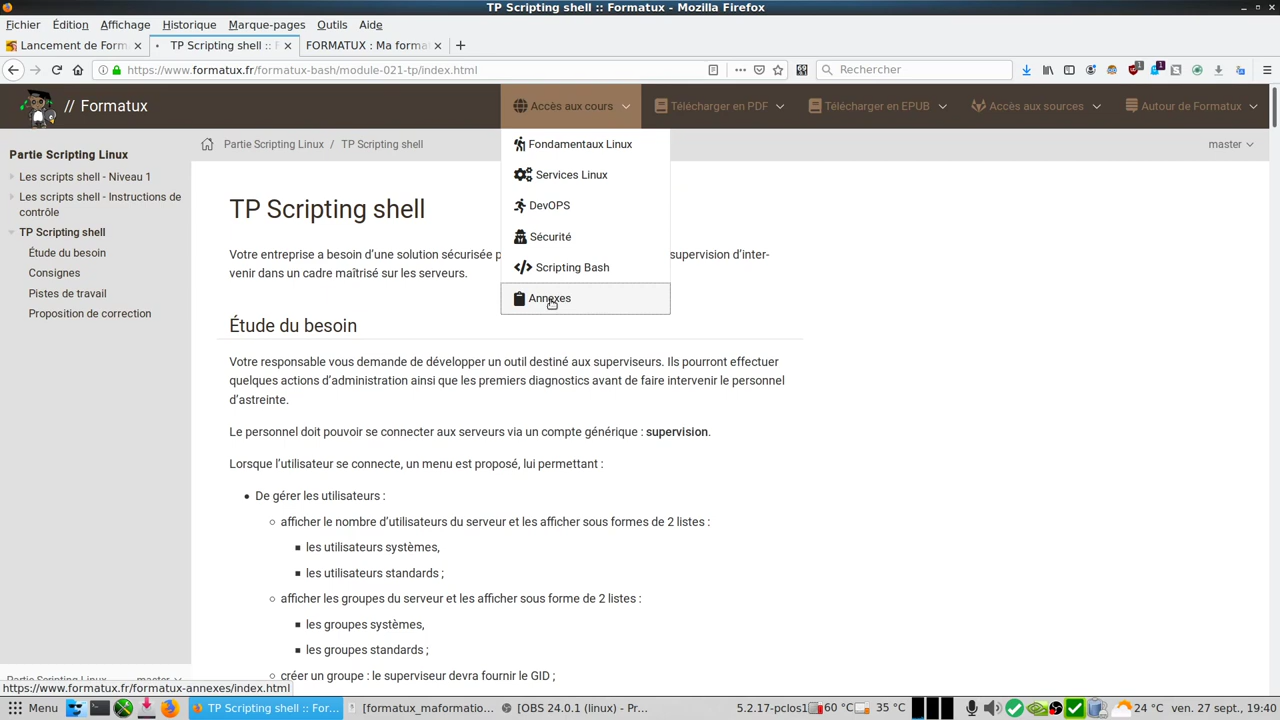 TP Scripting shell :: Formatux - Mozilla Firefox
Fichier Édition Affichage Historique Marque-pages Outils Aide
Lancement de Form TP Scripting shell :: F FORMATUX : Ma format
https://www.formatux.fr/formatux-bash/module-021-tp/index.html Rechercher
// Formatux Accès aux cours Télécharger en PDF Télécharger en EPUB Accès aux sources Autour de Formatux
Partie Scripting Linux / TP Scripting shell master
Partie Scripting Linux
Les scripts shell - Niveau 1
Les scripts shell - Instructions de
contrôle
TP Scripting shell
Étude du besoin
Consignes
Pistes de travail
Proposition de correction
Fondamentaux Linux
Services Linux
DevOPS
Sécurité
Scripting Bash
Annexes
TP Scripting shell
Votre entreprise a besoin d’une solution sécurisée p supervision d’inter-
venir dans un cadre maîtrisé sur les serveurs.
Étude du besoin
Votre responsable vous demande de développer un outil destiné aux superviseurs. Ils pourront effectuer
quelques actions d’administration ainsi que les premiers diagnostics avant de faire intervenir le personnel
d’astreinte.
Le personnel doit pouvoir se connecter aux serveurs via un compte générique : supervision.
Lorsque l’utilisateur se connecte, un menu est proposé, lui permettant :
• De gérer les utilisateurs :
afficher le nombre d’utilisateurs du serveur et les afficher sous formes de 2 listes :
les utilisateurs systèmes,
les utilisateurs standards ;
afficher les groupes du serveur et les afficher sous forme de 2 listes :
les groupes systèmes,
les groupes standards ;
créer un groupe : le superviseur devra fournir le GID ;
https://www.formatux.fr/formatux-annexes/index.html
Menu TP Scripting shell :: For... [formatux_maformatio... [OBS 24.0.1 (linux) - Pr... 5.2.17-pclos1 60 °C 35 °C 24 °C ven. 27 sept., 19:40